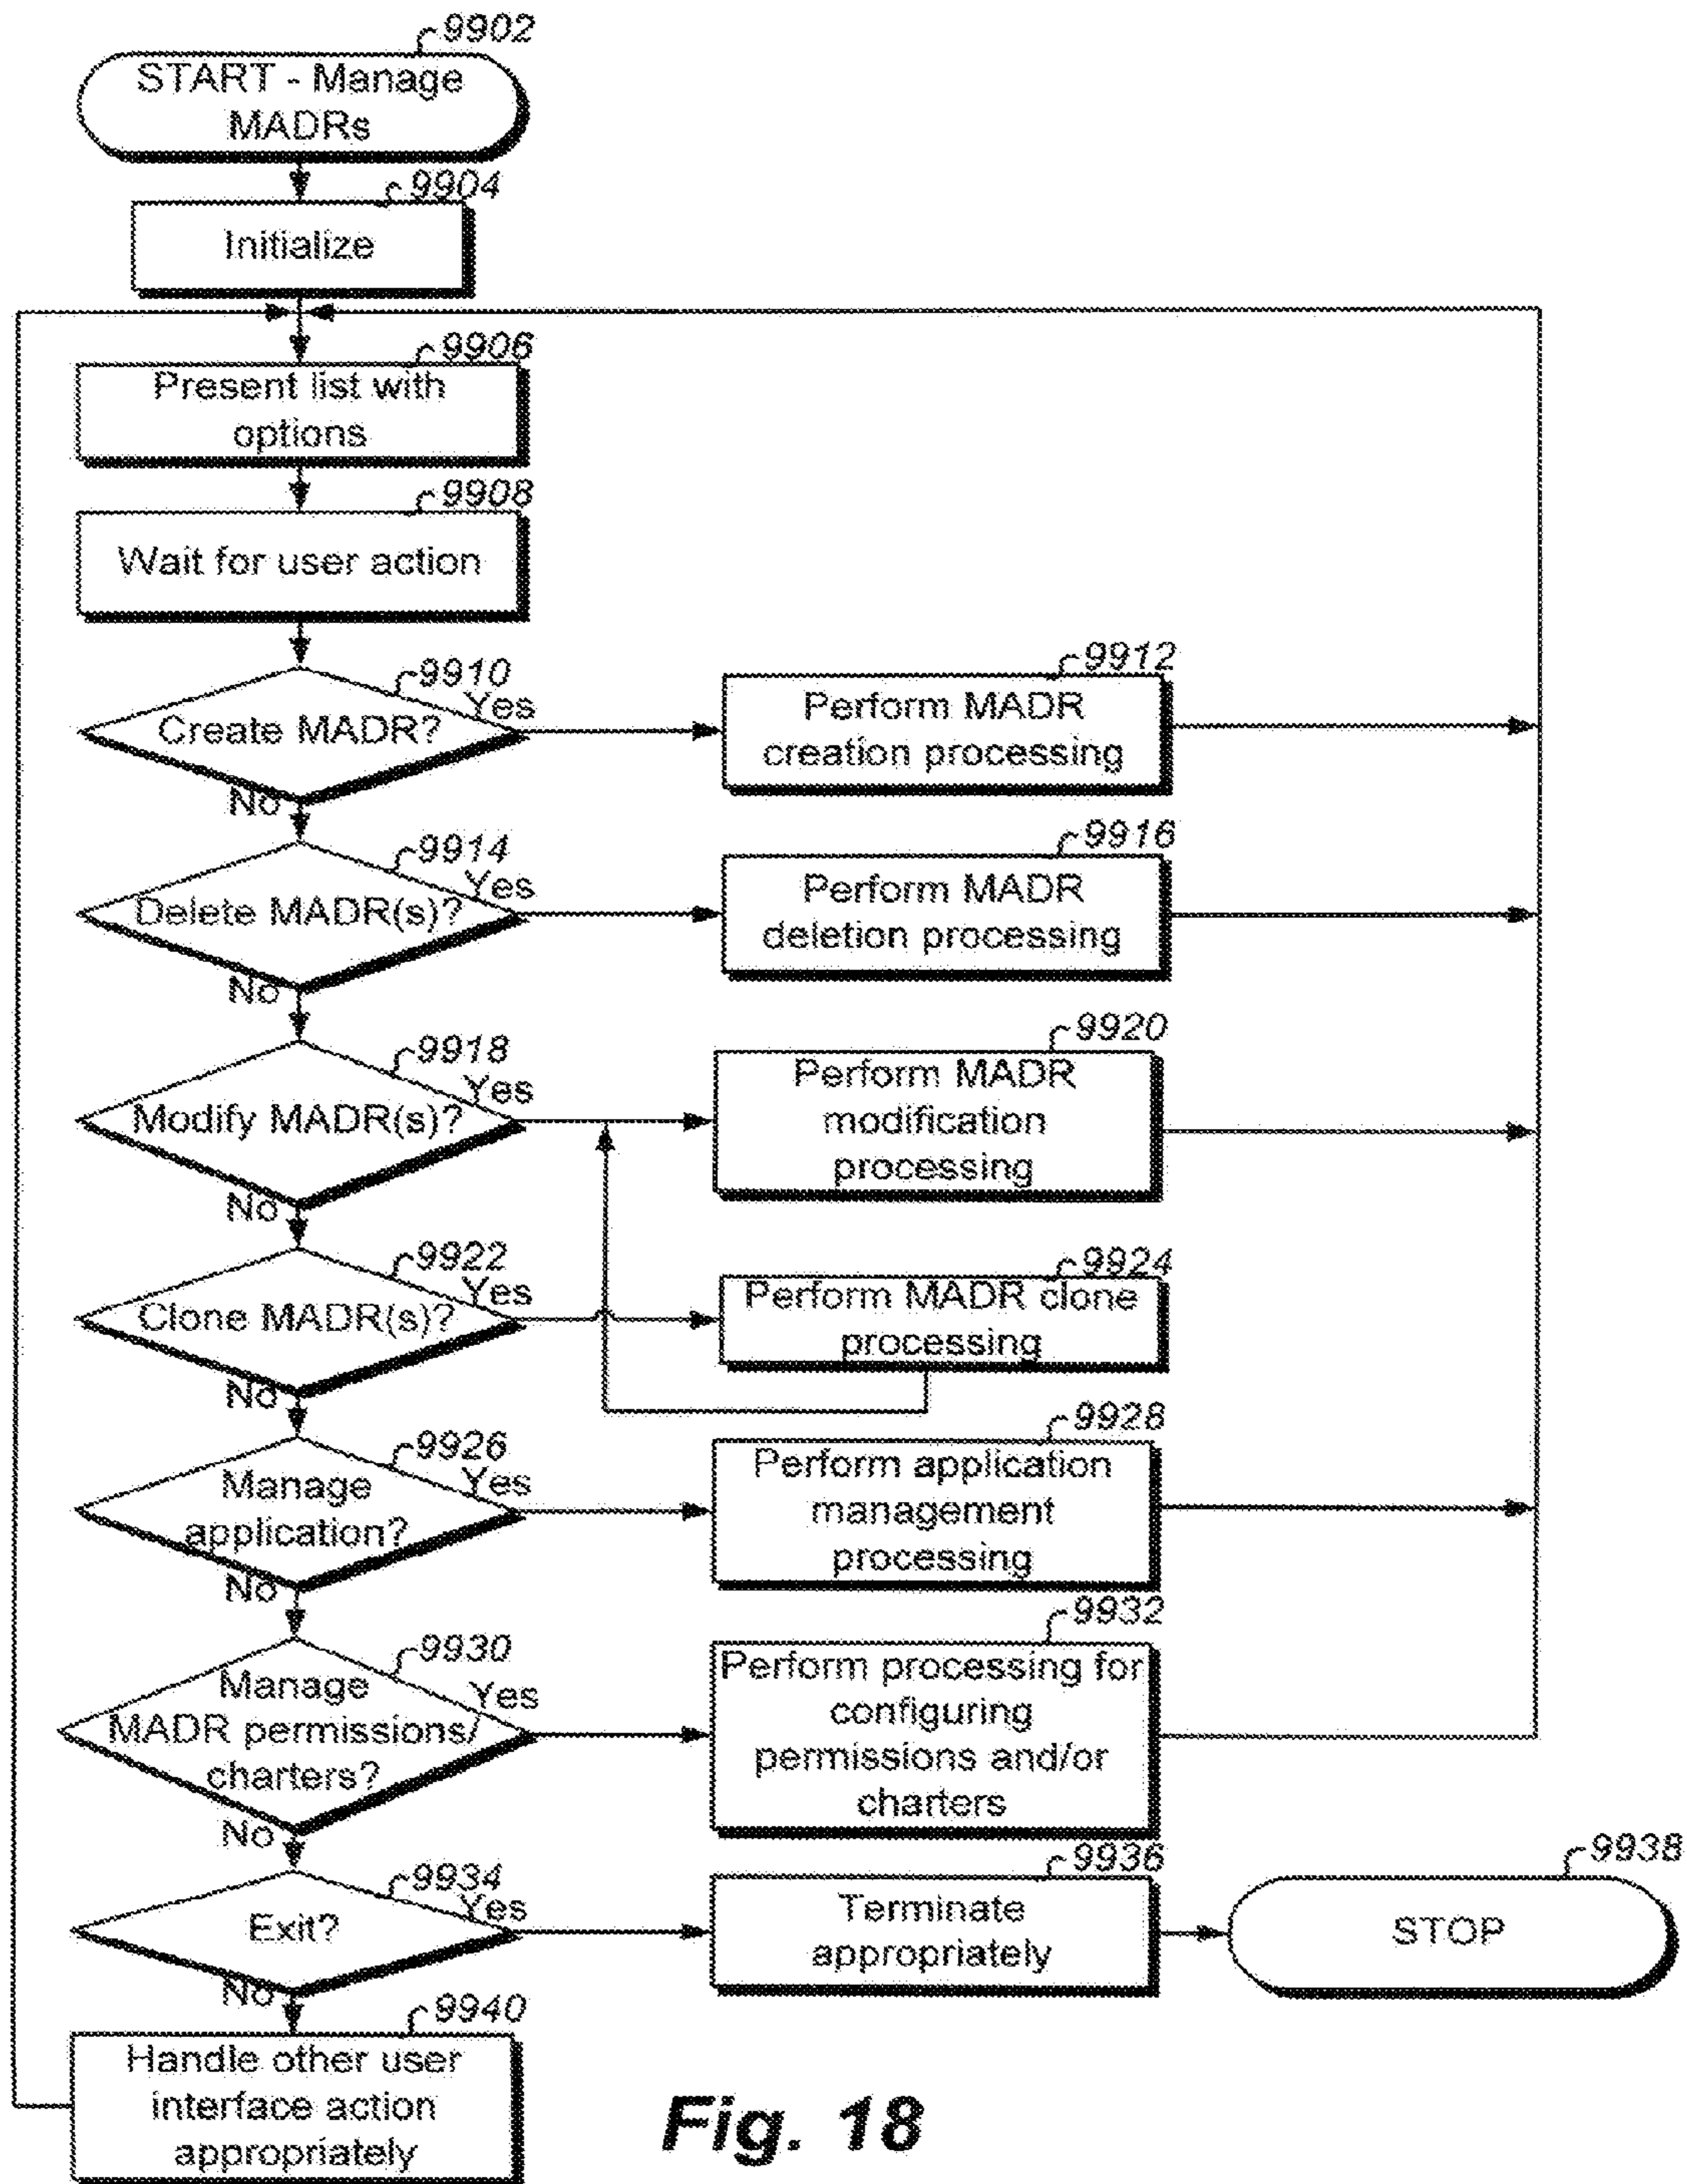 9902
START - Manage
MADRs
9904
Initialize
9906
Present list with
options
9908
Wait for user action
9910
Create MADR?
Yes
No
9912
Perform MADR
creation processing
9914
Delete MADR(s)?
Yes
No
9916
Perform MADR
deletion processing
9918
Modify MADR(s)?
Yes
No
9920
Perform MADR
modification
processing
9922
Clone MADR(s)?
Yes
No
9924
Perform MADR clone
processing
9926
Manage
application?
Yes
No
9928
Perform application
management
processing
9930
Manage
MADR permissions/
charters?
Yes
No
9932
Perform processing for
configuring
permissions and/or
charters
9934
Exit?
Yes
No
9936
Terminate
appropriately
9938
STOP
9940
Handle other user
interface action
appropriately
Fig. 18